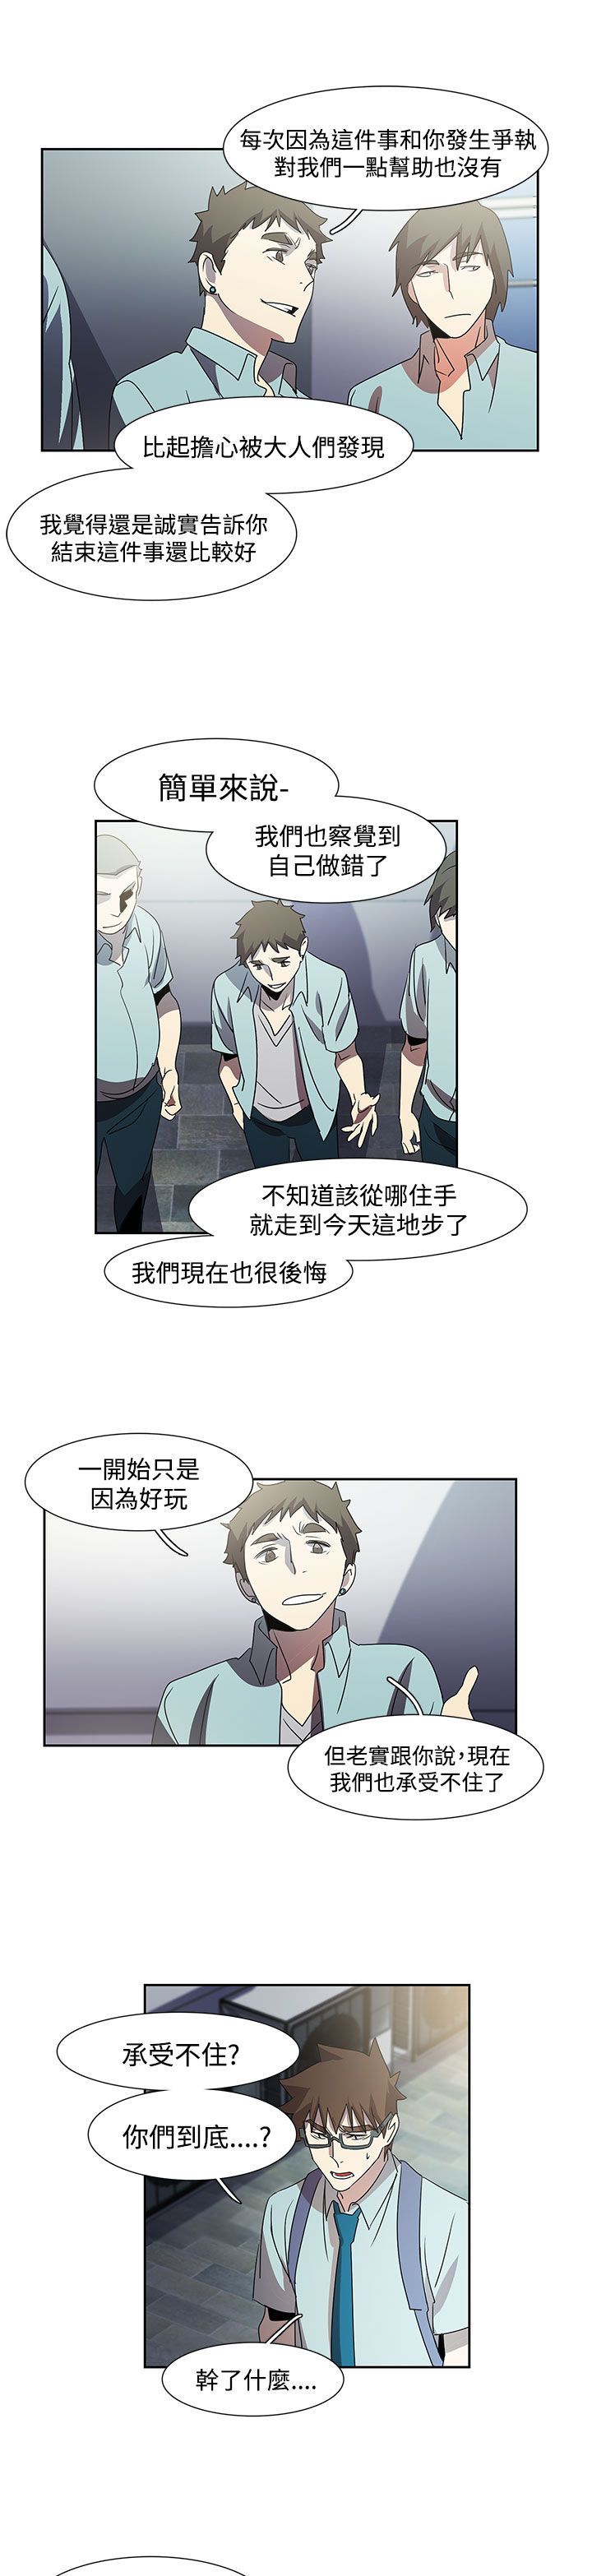 每次因為這件事和你發生爭執
對我們一點幫助也沒有
比起擔心被大人們發現
我覺得還是誠實告訴你
結束這件事還比較好
簡單來說-
我們也察覺到
自己做錯了
不知道該從哪住手
就走到今天這地步了
我們現在也很後悔
一開始只是
因為好玩
但老實跟你說，現在
我們也承受不住了
承受不住?
你們到底....?
幹了什麼....